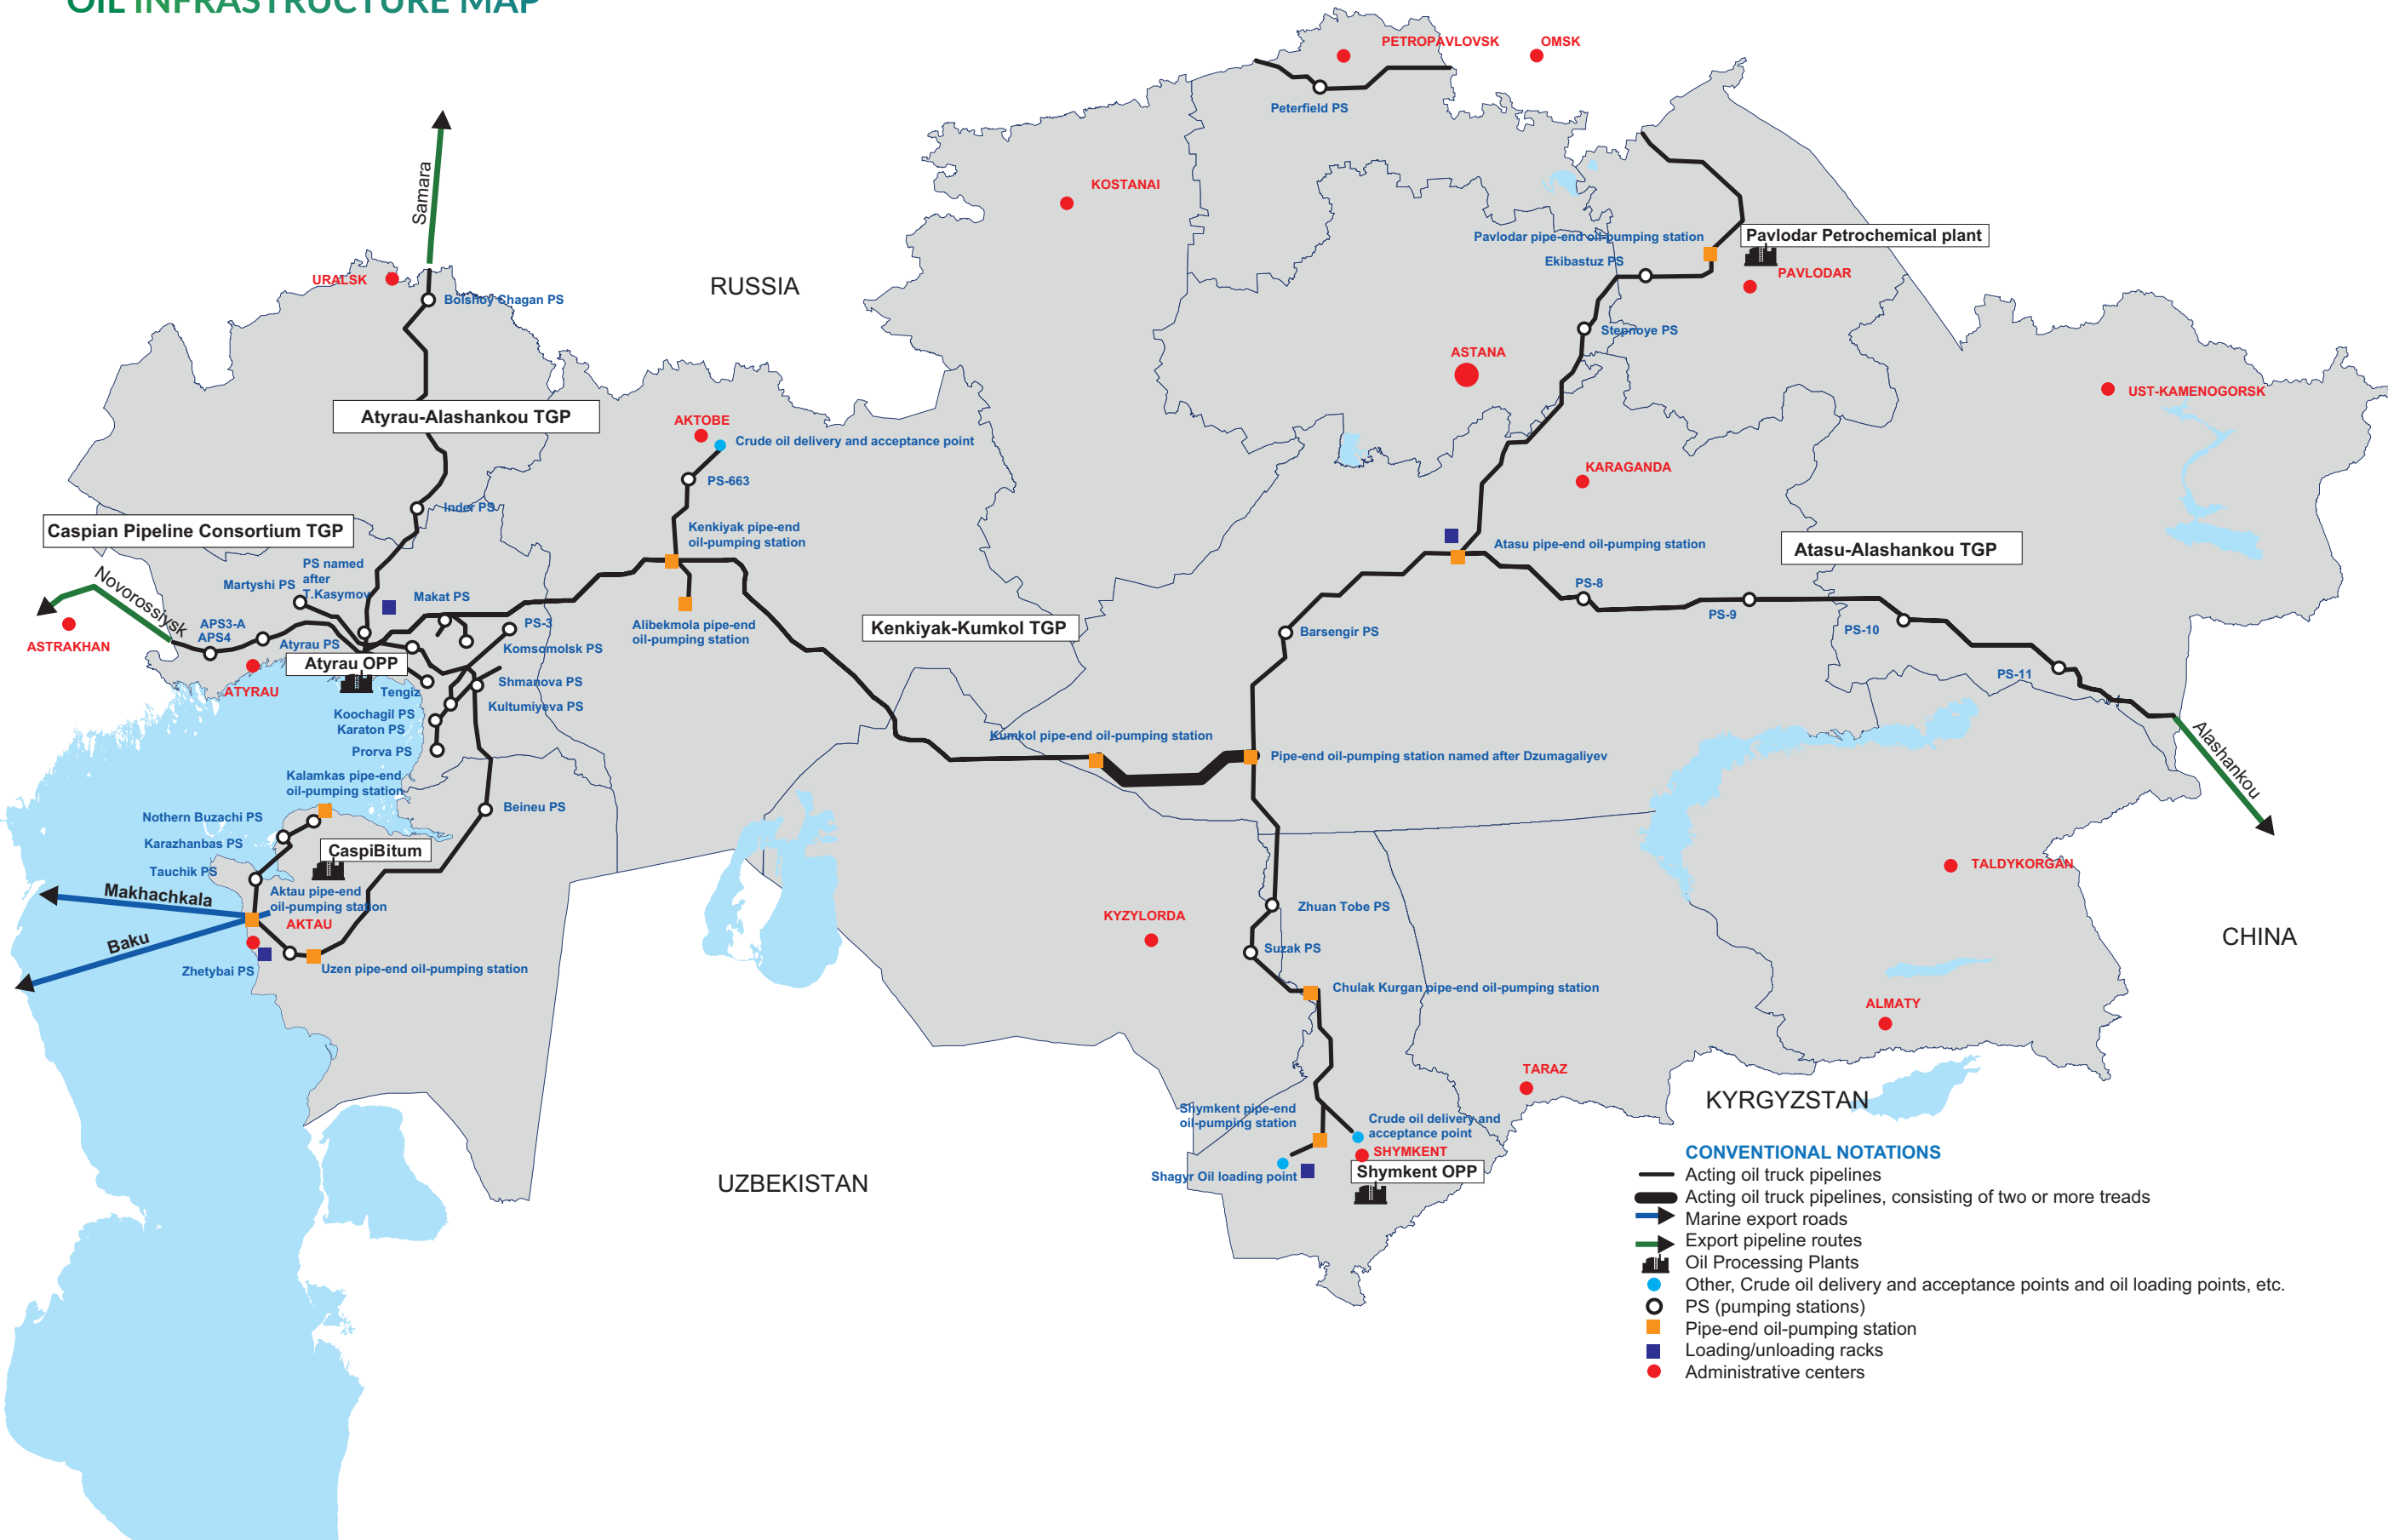 OIL INFRASTRUCTURE MAP
PETROPAVLOVSK
OMSK
Peterfield PS
KOSTANAI
Samara
Pavlodar pipe-end oil-pumping station
Pavlodar Petrochemical plant
Ekibastuz PS
PAVLODAR
RUSSIA
URALSK
Bolshoy Chagan PS
Stepnoye PS
ASTANA
UST-KAMENOGORSK
Atyrau-Alashankou TGP
AKTOBE
Crude oil delivery and acceptance point
PS-663
KARAGANDA
Inder PS
Caspian Pipeline Consortium TGP
Kenkiyak pipe-end
oil-pumping station
Atasu pipe-end oil-pumping station
Atasu-Alashankou TGP
PS named
after
T.Kasymov
Martyshi PS
Makat PS
Novorossiysk
PS-8
PS-9
PS-10
PS-11
APS3-A
APS4
ASTRAKHAN
Atyrau PS
Atyrau OPP
ATYRAU
Tengiz
PS-3
Komsomolsk PS
Shmanova PS
Kultumiyeva PS
Koochagil PS
Karaton PS
Prorva PS
Alibekmola pipe-end
oil-pumping station
Kenkiyak-Kumkol TGP
Barsengir PS
Kumkol pipe-end oil-pumping station
Pipe-end oil-pumping station named after Dzumagaliyev
Alashankou
Kalamkas pipe-end
oil-pumping station
Nothern Buzachi PS
Karazhanbas PS
Beineu PS
CaspiBitum
Tauchik PS
Makhachkala
Aktau pipe-end
oil-pumping station
AKTAU
Baku
Zhetybai PS
Uzen pipe-end oil-pumping station
TALDYKORGAN
KYZYLORDA
Zhuan Tobe PS
Suzak PS
CHINA
Chulak Kurgan pipe-end oil-pumping station
ALMATY
TARAZ
KYRGYZSTAN
Shymkent pipe-end
oil-pumping station
Crude oil delivery and
acceptance point
SHYMKENT
Shymkent OPP
Shagyr Oil loading point
UZBEKISTAN
CONVENTIONAL NOTATIONS
Acting oil truck pipelines
Acting oil truck pipelines, consisting of two or more treads
Marine export roads
Export pipeline routes
Oil Processing Plants
Other, Crude oil delivery and acceptance points and oil loading points, etc.
PS (pumping stations)
Pipe-end oil-pumping station
Loading/unloading racks
Administrative centers